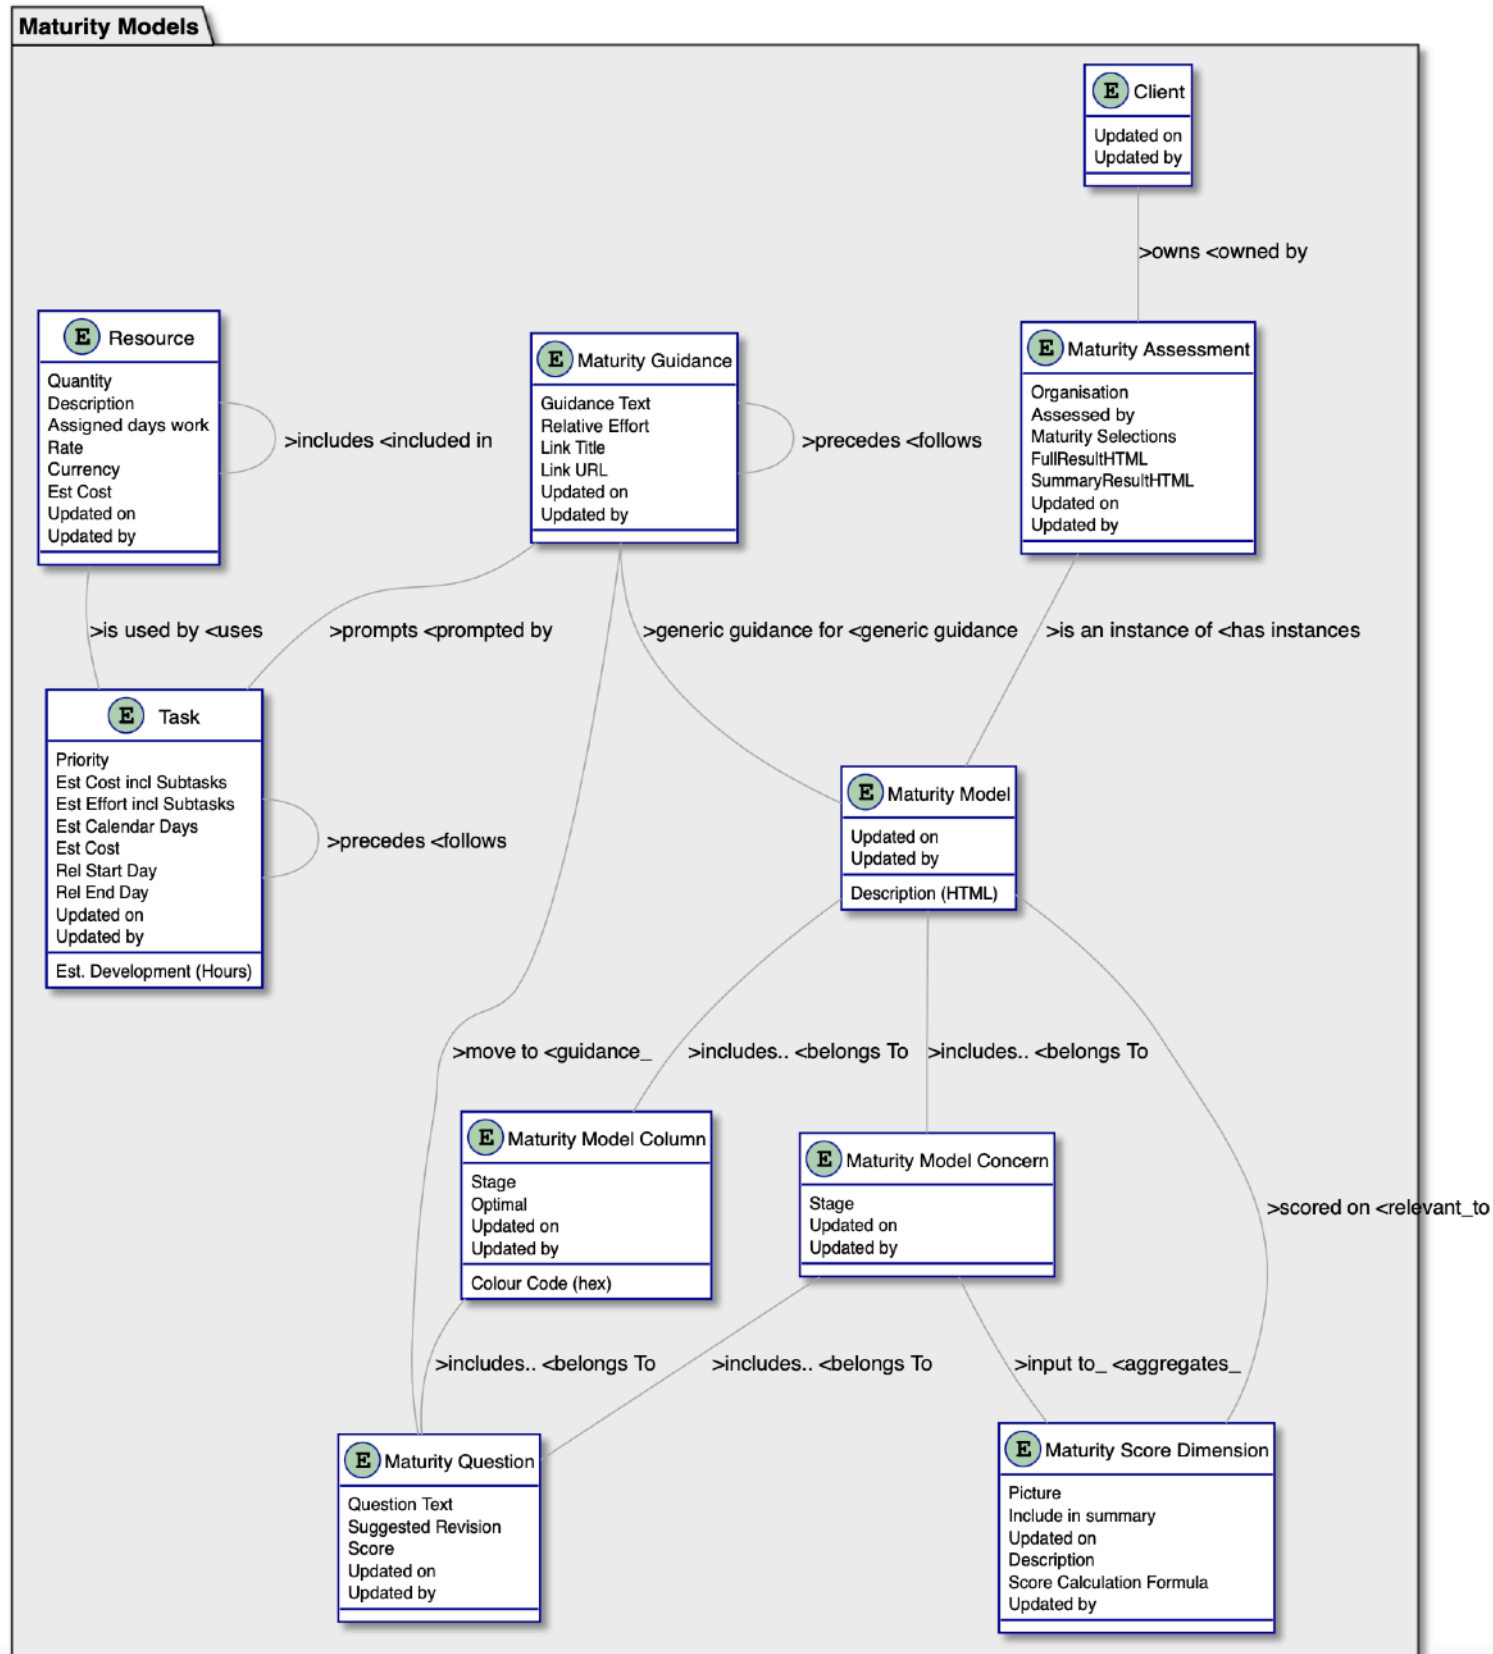 Maturity Models
E Client
Updated on
Updated by
>owns <owned by
E Resource
Quantity
Description
Assigned days work
Rate
Currency
Est Cost
Updated on
Updated by
>includes <included in
E Maturity Guidance
Guidance Text
Relative Effort
Link Title
Link URL
Updated on
Updated by
>precedes <follows
E Maturity Assessment
Organisation
Assessed by
Maturity Selections
FullResultHTML
SummaryResultHTML
Updated on
Updated by
>is used by <uses
>prompts <prompted by
>generic guidance for <generic guidance
>is an instance of <has instances
E Task
Priority
Est Cost incl Subtasks
Est Effort incl Subtasks
Est Calendar Days
Est Cost
Rel Start Day
Rel End Day
Updated on
Updated by
Est. Development (Hours)
>precedes <follows
E Maturity Model
Updated on
Updated by
Description (HTML)
>move to <guidance_
>includes.. <belongs To
>includes.. <belongs To
E Maturity Model Column
Stage
Optimal
Updated on
Updated by
Colour Code (hex)
E Maturity Model Concern
Stage
Updated on
Updated by
>scored on <relevant_to
>includes.. <belongs To
>includes.. <belongs To
>input to_ <aggregates_
E Maturity Question
Question Text
Suggested Revision
Score
Updated on
Updated by
E Maturity Score Dimension
Picture
Include in summary
Updated on
Description
Score Calculation Formula
Updated by